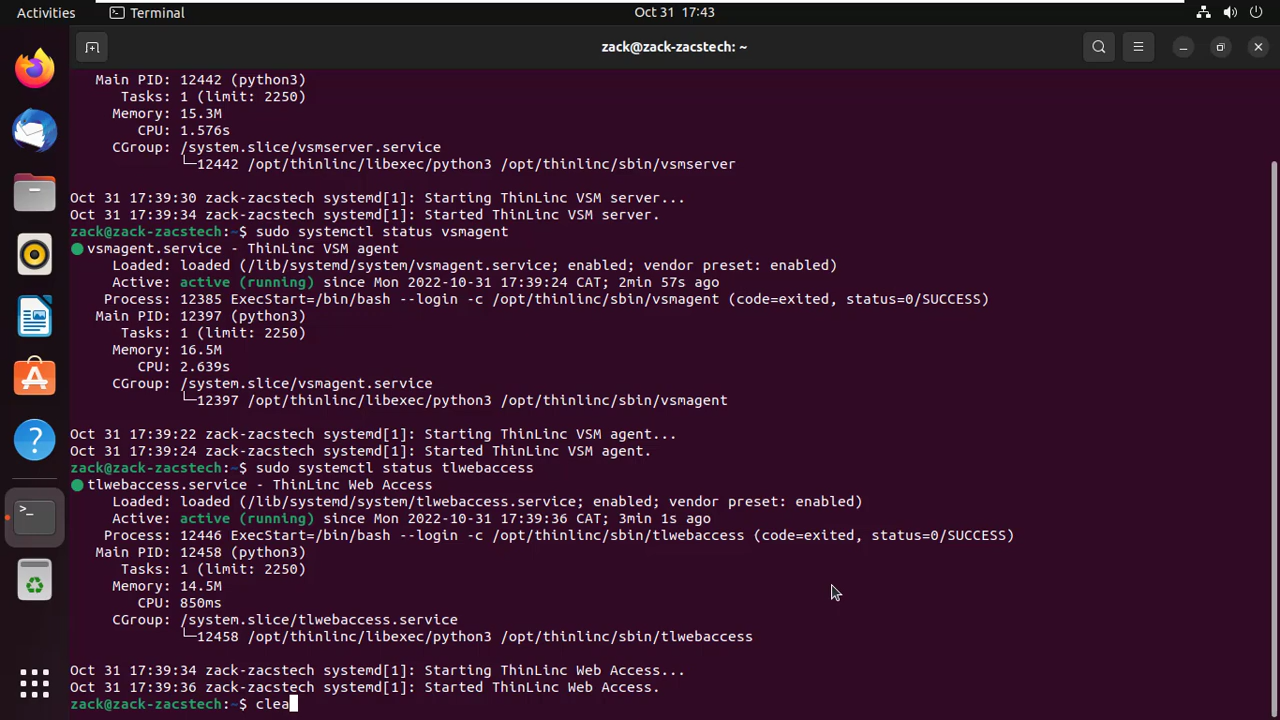 Activities
Terminal
Oct 31 17:43
zack@zack-zacstech: ~
Main PID: 12442 (python3)
Tasks: 1 (limit: 2250)
Memory: 15.3M
CPU: 1.576s
CGroup: /system.slice/vsmserver.service
└─12442 /opt/thinlinc/libexec/python3 /opt/thinlinc/sbin/vsmserver
Oct 31 17:39:30 zack-zacstech systemd[1]: Starting ThinLinc VSM server...
Oct 31 17:39:34 zack-zacstech systemd[1]: Started ThinLinc VSM server.
zack@zack-zacstech:~$ sudo systemctl status vsmagent
● vsmagent.service - ThinLinc VSM agent
Loaded: loaded (/lib/systemd/system/vsmagent.service; enabled; vendor preset: enabled)
Active: active (running) since Mon 2022-10-31 17:39:24 CAT; 2min 57s ago
Process: 12385 ExecStart=/bin/bash --login -c /opt/thinlinc/sbin/vsmagent (code=exited, status=0/SUCCESS)
Main PID: 12397 (python3)
Tasks: 1 (limit: 2250)
Memory: 16.5M
CPU: 2.639s
CGroup: /system.slice/vsmagent.service
└─12397 /opt/thinlinc/libexec/python3 /opt/thinlinc/sbin/vsmagent
Oct 31 17:39:22 zack-zacstech systemd[1]: Starting ThinLinc VSM agent...
Oct 31 17:39:24 zack-zacstech systemd[1]: Started ThinLinc VSM agent.
zack@zack-zacstech:~$ sudo systemctl status tlwebaccess
● tlwebaccess.service - ThinLinc Web Access
Loaded: loaded (/lib/systemd/system/tlwebaccess.service; enabled; vendor preset: enabled)
Active: active (running) since Mon 2022-10-31 17:39:36 CAT; 3min 1s ago
Process: 12446 ExecStart=/bin/bash --login -c /opt/thinlinc/sbin/tlwebaccess (code=exited, status=0/SUCCESS)
Main PID: 12458 (python3)
Tasks: 1 (limit: 2250)
Memory: 14.5M
CPU: 850ms
CGroup: /system.slice/tlwebaccess.service
└─12458 /opt/thinlinc/libexec/python3 /opt/thinlinc/sbin/tlwebaccess
Oct 31 17:39:34 zack-zacstech systemd[1]: Starting ThinLinc Web Access...
Oct 31 17:39:36 zack-zacstech systemd[1]: Started ThinLinc Web Access.
zack@zack-zacstech:~$ clea